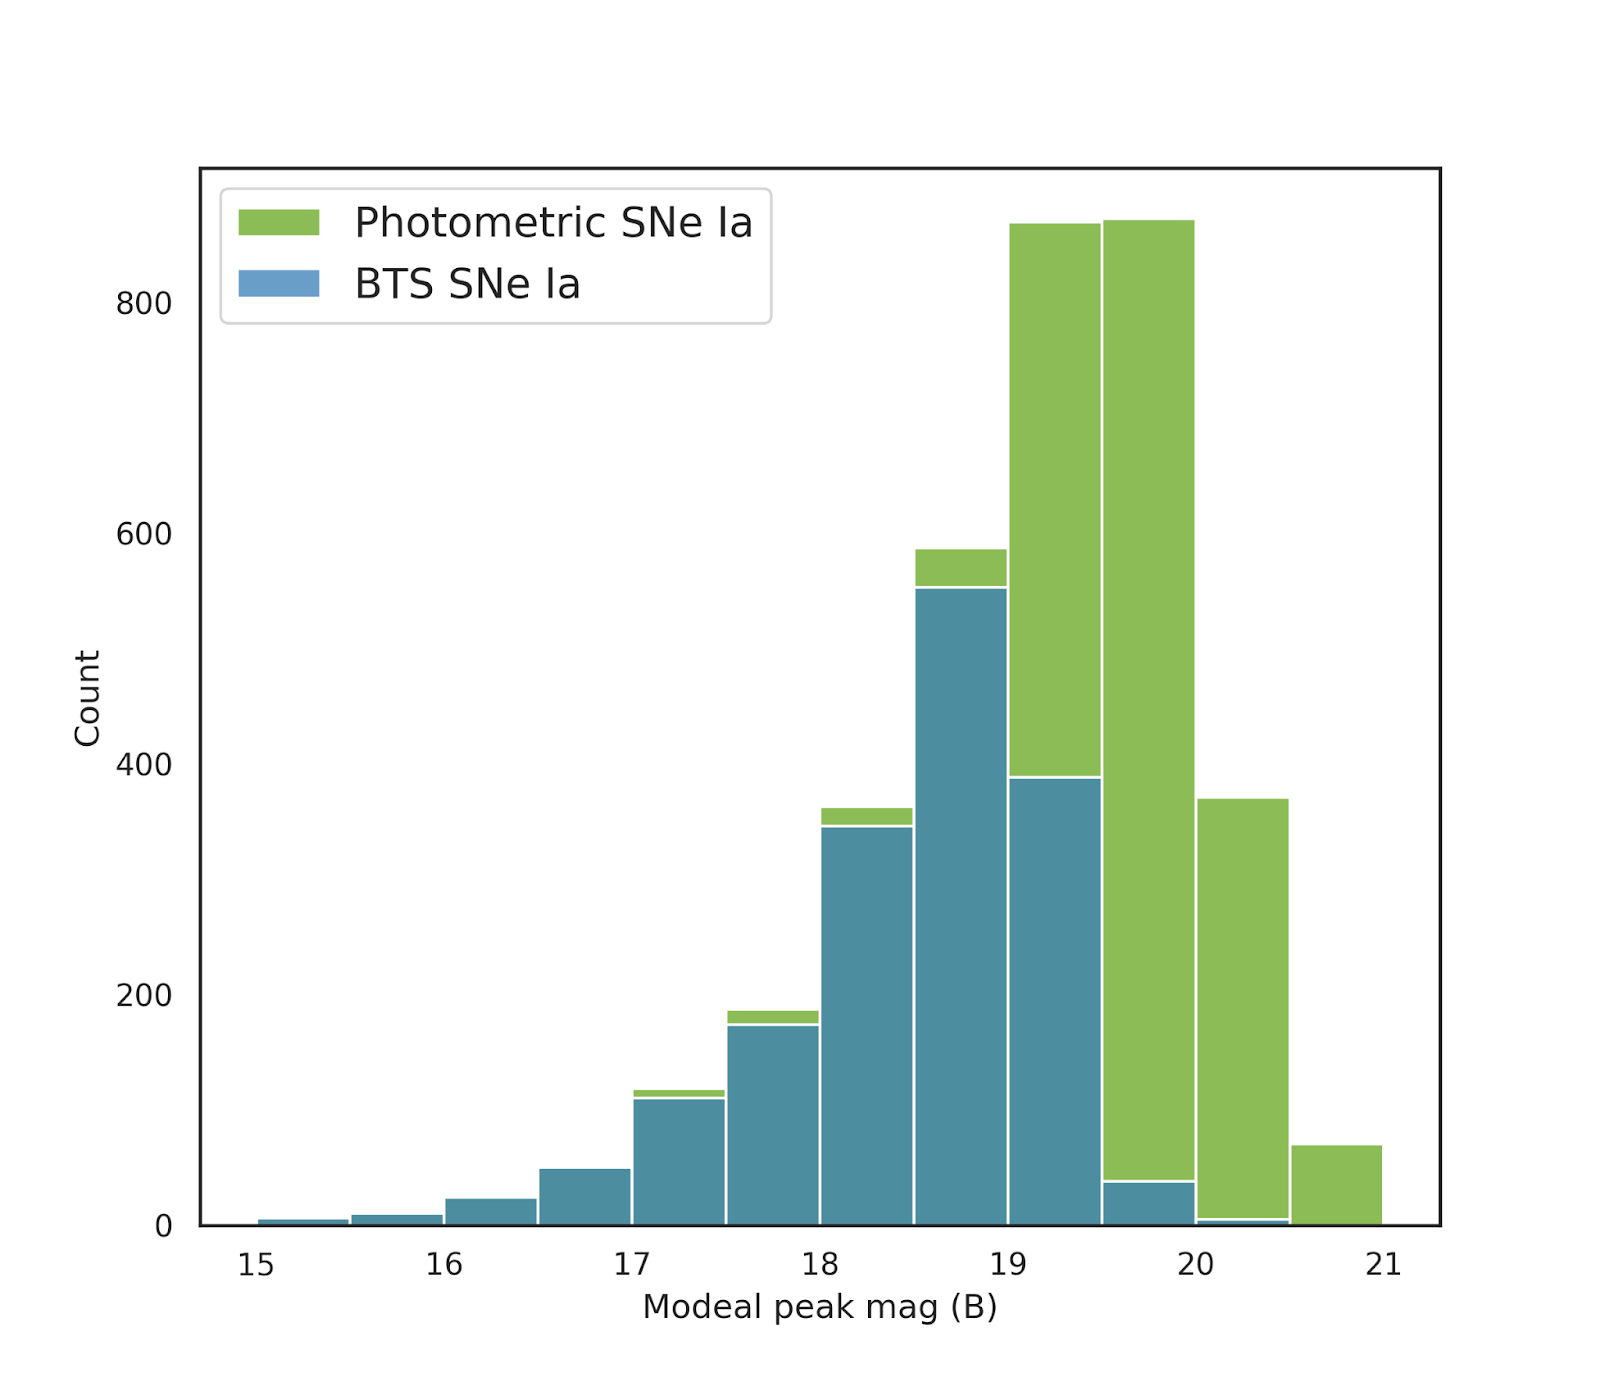 Photometric SNe Ia
BTS SNe Ia
800
600
400
200
0
Count
15 16 17 18 19 20 21
Modeal peak mag (B)